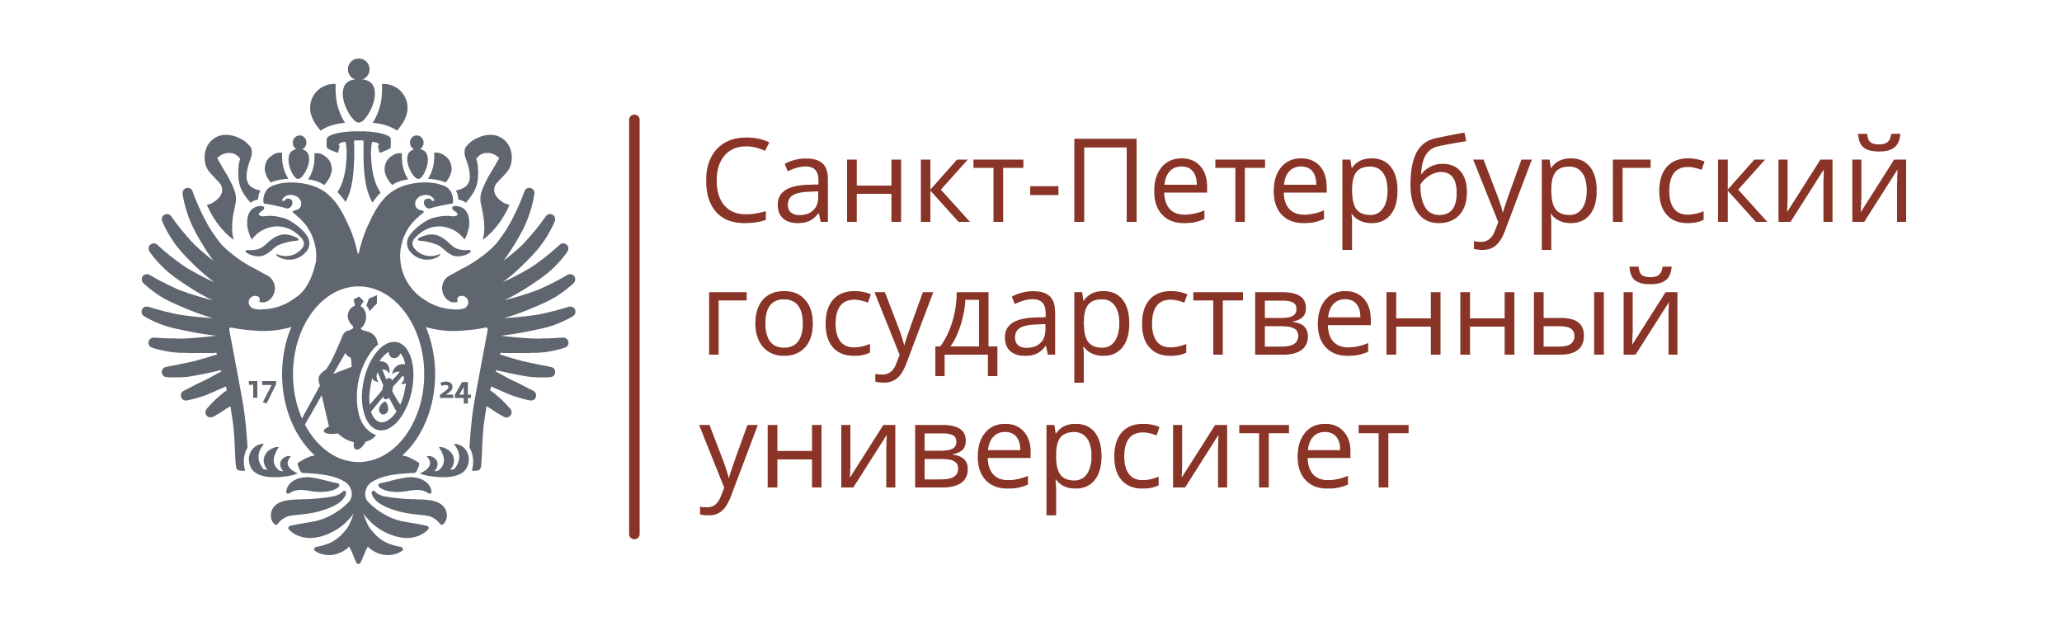 17 24
Санкт-Петербургский
государственный
университет